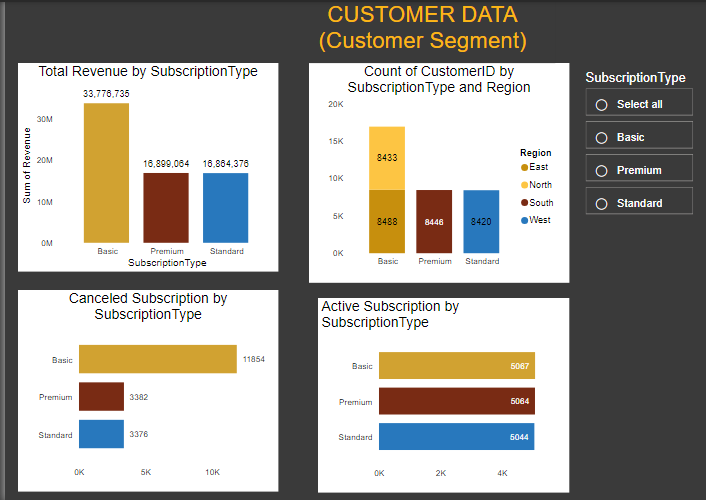 CUSTOMER DATA
(Customer Segment)
Total Revenue by SubscriptionType
33,776,735
16,899,064
16,864,376
30M
20M
10M
0M
Sum of Revenue
Basic
Premium
Standard
SubscriptionType
Count of CustomerID by
SubscriptionType and Region
20K
15K
10K
5K
0K
8433
8488
8446
8420
Basic
Premium
Standard
Region
East
North
South
West
SubscriptionType
Select all
Basic
Premium
Standard
Canceled Subscription by
SubscriptionType
Basic
11854
Premium
3382
Standard
3376
0K
5K
10K
Active Subscription by
SubscriptionType
Basic
5067
Premium
5064
Standard
5044
0K
2K
4K